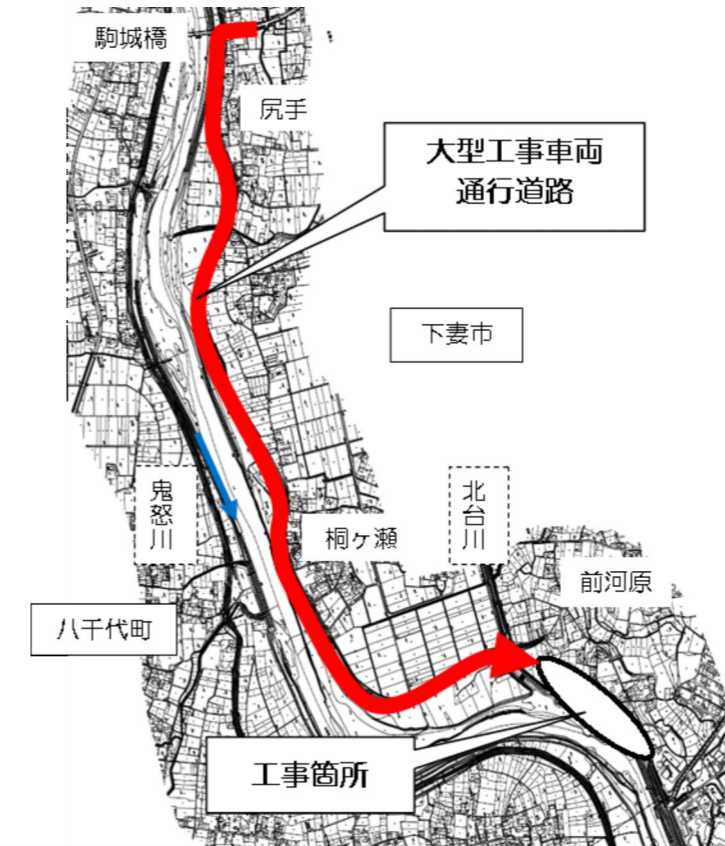 駒城橋
尻手
大型工事車両
通行道路
下妻市
鬼怒川
北台川
桐ヶ瀬
前河原
八千代町
工事箇所